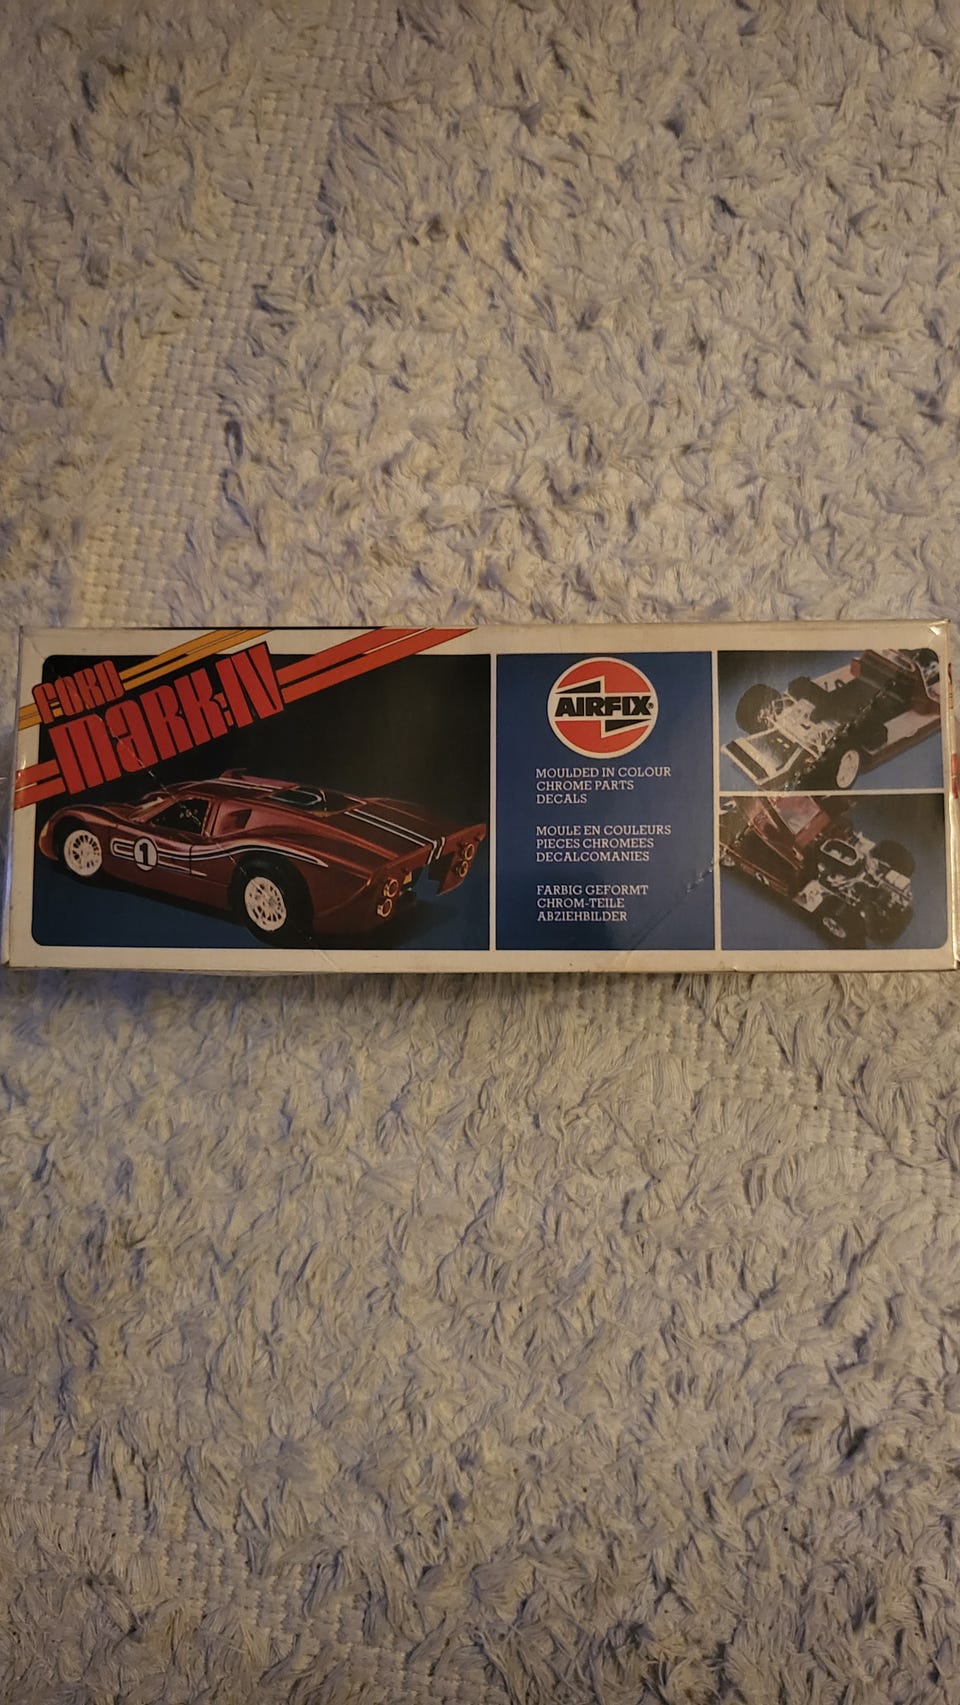 FORD
MARK·IV
1
AIRFIX®
MOULDED IN COLOUR
CHROME PARTS
DECALS
MOULE EN COULEURS
PIECES CHROMEES
DECALCOMANIES
FARBIG GEFORMT
CHROM-TEILE
ABZIEHBILDER